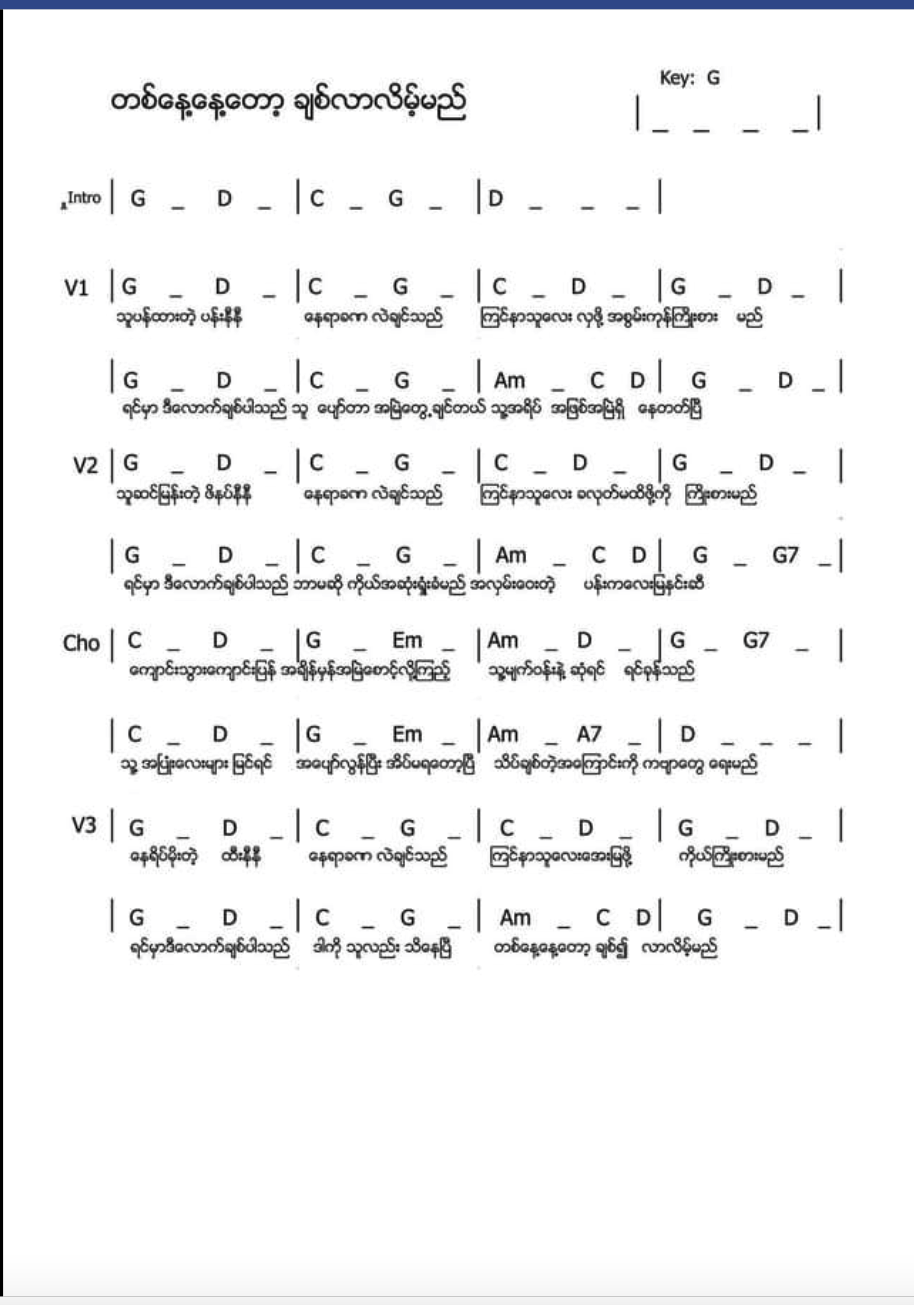 တစ်နေ့နေ့တော့ ချစ်လာလိမ့်မည်
Key: G
| _ _ _ _ |
Intro | G _ D _ | C _ G _ | D _ _ _ |
V1 | G _ D _ | C _ G _ | C _ D _ | G _ D _ |
သူပန်ထားတဲ့ ပန်းနီနီ နေရာခဏ လဲချင်သည် ကြင်နာသူလေး လှဖို့ အစွမ်းကုန်ကြိုးစား မည်
| G _ D _ | C _ G _ | Am _ C D | G _ D _ |
ရင်မှာ ဒီလောက်ချစ်ပါသည် သူ ပျော်တာ အမြဲတွေ့ချင်တယ် သူ့အရိပ် အဖြစ်အမြဲရှိ နေတတ်ပြီ
V2 | G _ D _ | C _ G _ | C _ D _ | G _ D _ |
သူဆင်မြန်းတဲ့ ဖိနပ်နီနီ နေရာခဏ လဲချင်သည် ကြင်နာသူလေး ခလုတ်မထိဖို့ကို ကြိုးစားမည်
| G _ D _ | C _ G _ | Am _ C D | G _ G7 _ |
ရင်မှာ ဒီလောက်ချစ်ပါသည် ဘာမဆို ကိုယ်အဆုံးရှုံးခံမည် အလှမ်းဝေးတဲ့ ပန်းကလေးမြနှင်းဆီ
Cho | C _ D _ | G _ Em _ | Am _ D _ | G _ G7 _ |
ကျောင်းသွားကျောင်းပြန် အချိန်မှန်အမြဲစောင့်လို့ကြည့် သူ့မျက်ဝန်းနဲ့ ဆုံရင် ရင်ခုန်သည်
| C _ D _ | G _ Em _ | Am _ A7 _ | D _ _ _ |
သူ့ အပြုံးလေးများ မြင်ရင် အပျော်လွန်ပြီး အိပ်မရတော့ပြီ သိပ်ချစ်တဲ့အကြောင်းကို ကဗျာတွေ ရေးမည်
V3 | G _ D _ | C _ G _ | C _ D _ | G _ D _ |
နေရိပ်မိုးတဲ့ ထီးနီနီ နေရာခဏ လဲချင်သည် ကြင်နာသူလေးအေးမြဖို့ ကိုယ်ကြိုးစားမည်
| G _ D _ | C _ G _ | Am _ C D | G _ D _ |
ရင်မှာဒီလောက်ချစ်ပါသည် ဒါကို သူလည်း သိနေပြီ တစ်နေ့နေ့တော့ ချစ်၍ လာလိမ့်မည်